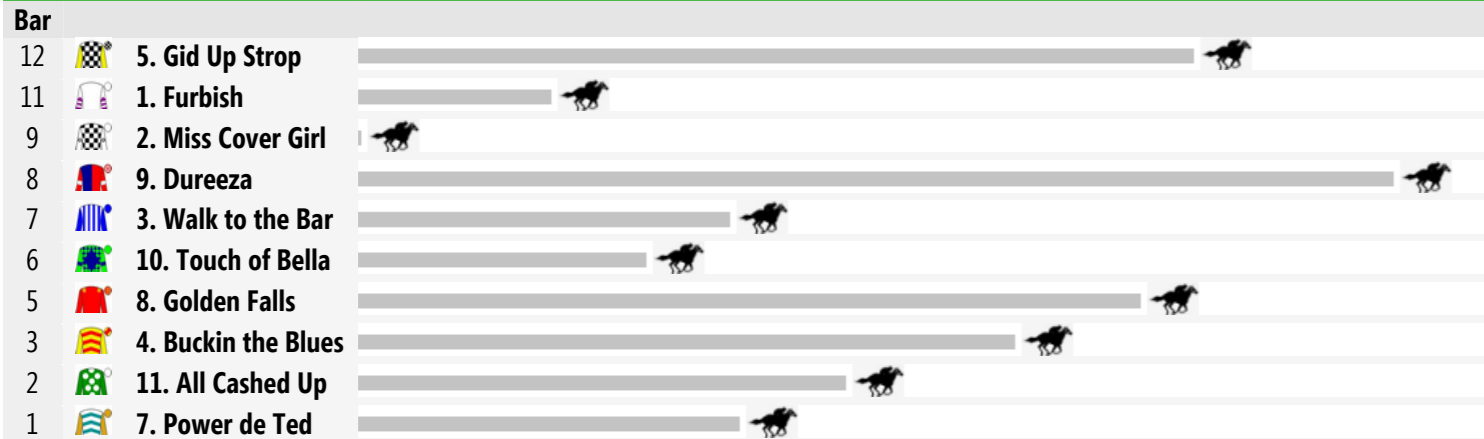 Bar
12 5. Gid Up Strop
11 1. Furbish
9 2. Miss Cover Girl
8 9. Dureeza
7 3. Walk to the Bar
6 10. Touch of Bella
5 8. Golden Falls
3 4. Buckin the Blues
2 11. All Cashed Up
1 7. Power de Ted